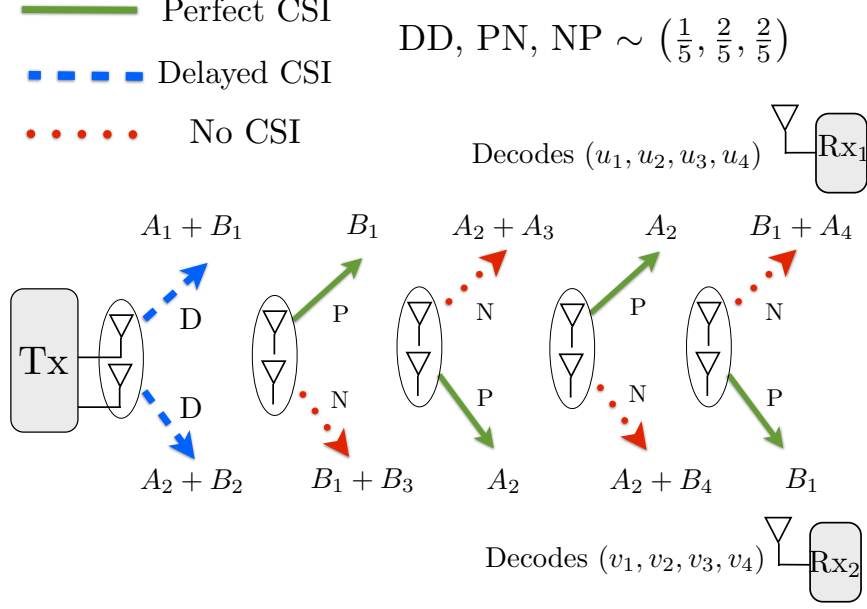 Perfect CSI
Delayed CSI
No CSI
DD, PN, NP ∼ (1/5, 2/5, 2/5)
Decodes (u₁, u₂, u₃, u₄)
Rx₁
A₁ + B₁
B₁
A₂ + A₃
A₂
B₁ + A₄
D
P
N
P
N
Tx
D
N
P
N
P
A₂ + B₂
B₁ + B₃
A₂
A₂ + B₄
B₁
Decodes (v₁, v₂, v₃, v₄)
Rx₂